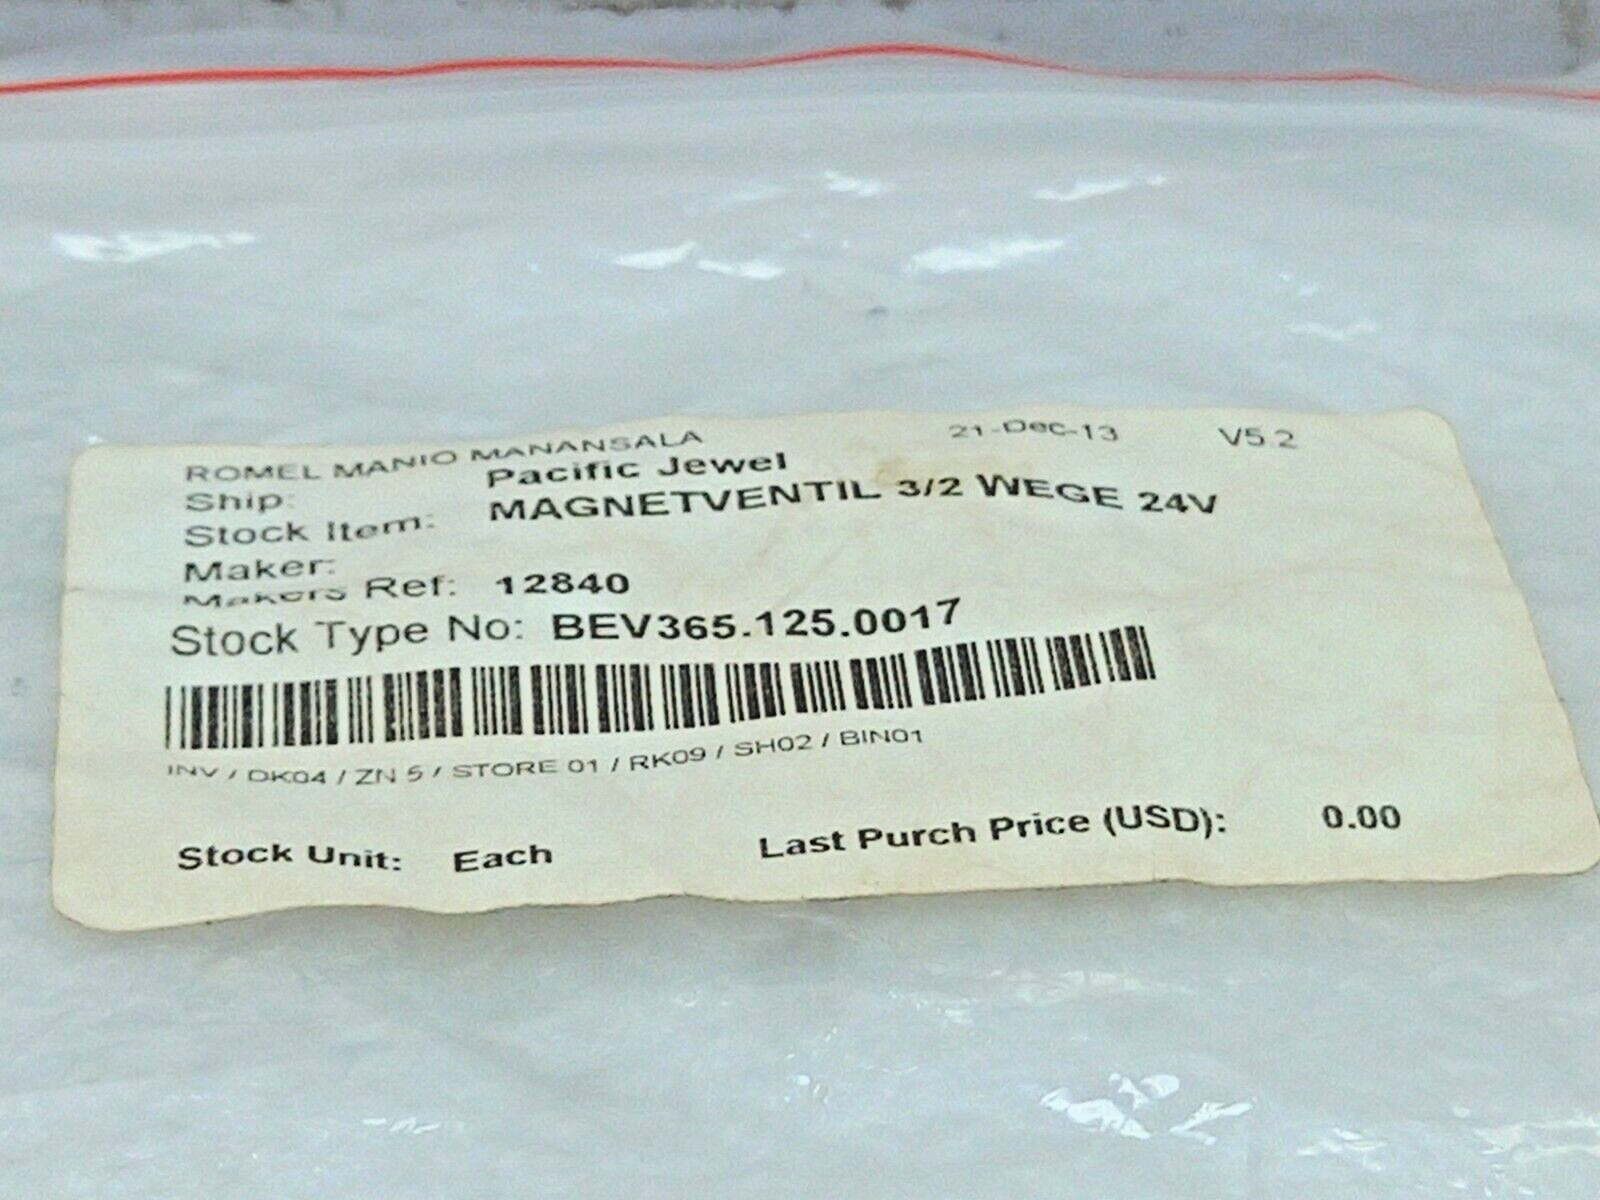 ROMEL MANIO MANANSALA 21-Dec-13 V5.2
Ship: Pacific Jewel
Stock Item: MAGNETVENTIL 3/2 WEGE 24V
Maker:
Makers Ref: 12840
Stock Type No: BEV365.125.0017
INV / DK04 / ZN 5 / STORE 01 / RK09 / SH02 / BIN01
Stock Unit: Each Last Purch Price (USD): 0.00